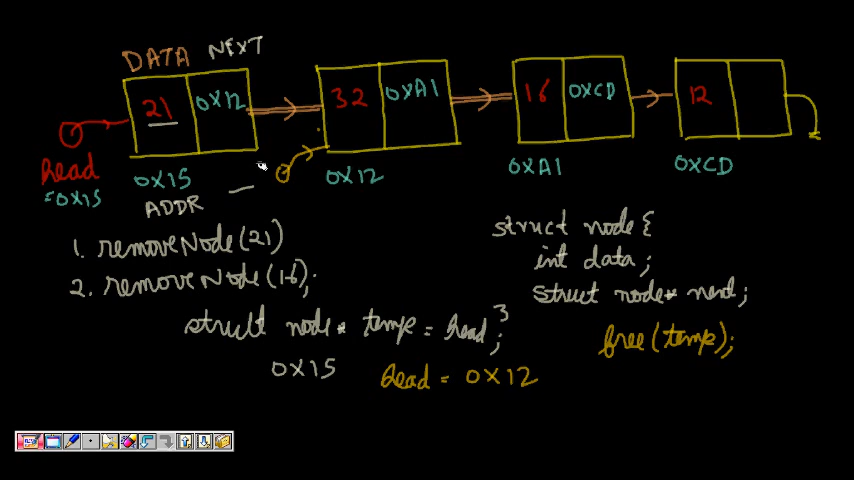 DATA NEXT
21 0X12 32 0XA1 16 0XCD 12
head
=0X15
0X15 0X12 0XA1 0XCD
ADDR
1. removeNode(21)
2. removeNode(16);
struct node{
int data;
struct node* next;
}
struct node* temp = head;
0X15
head = 0X12
free(temp);